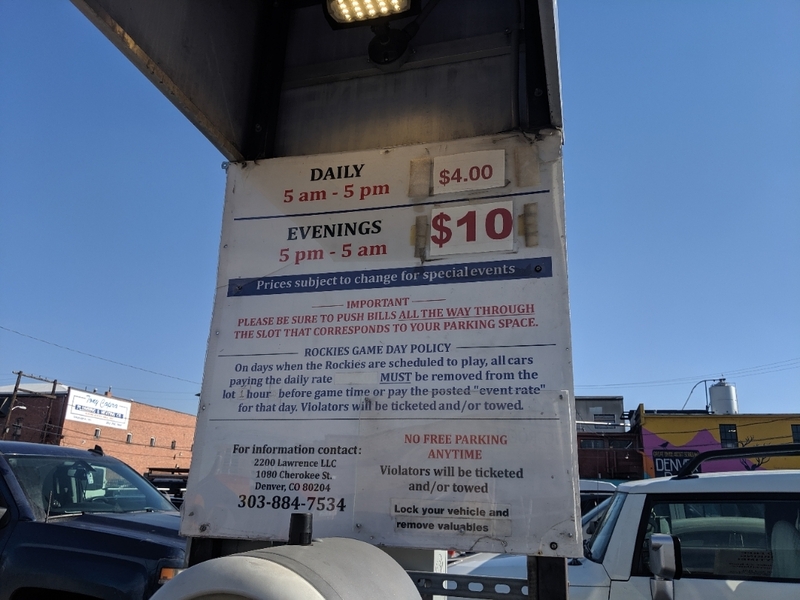 DAILY $4.00
5 am - 5 pm
EVENINGS $10
5 pm - 5 am
Prices subject to change for special events
IMPORTANT
PLEASE BE SURE TO PUSH BILLS ALL THE WAY THROUGH
THE SLOT THAT CORRESPONDS TO YOUR PARKING SPACE.
ROCKIES GAME DAY POLICY
On days when the Rockies are scheduled to play, all cars
paying the daily rate MUST be removed from the
lot 1 hour before game time or pay the posted "event rate"
for that day. Violators will be ticketed and/or towed.
For information contact:
2200 Lawrence LLC
1080 Cherokee St.
Denver, CO 80204
303-884-7534
NO FREE PARKING
ANYTIME
Violators will be ticketed
and/or towed
Lock your vehicle and
remove valuables